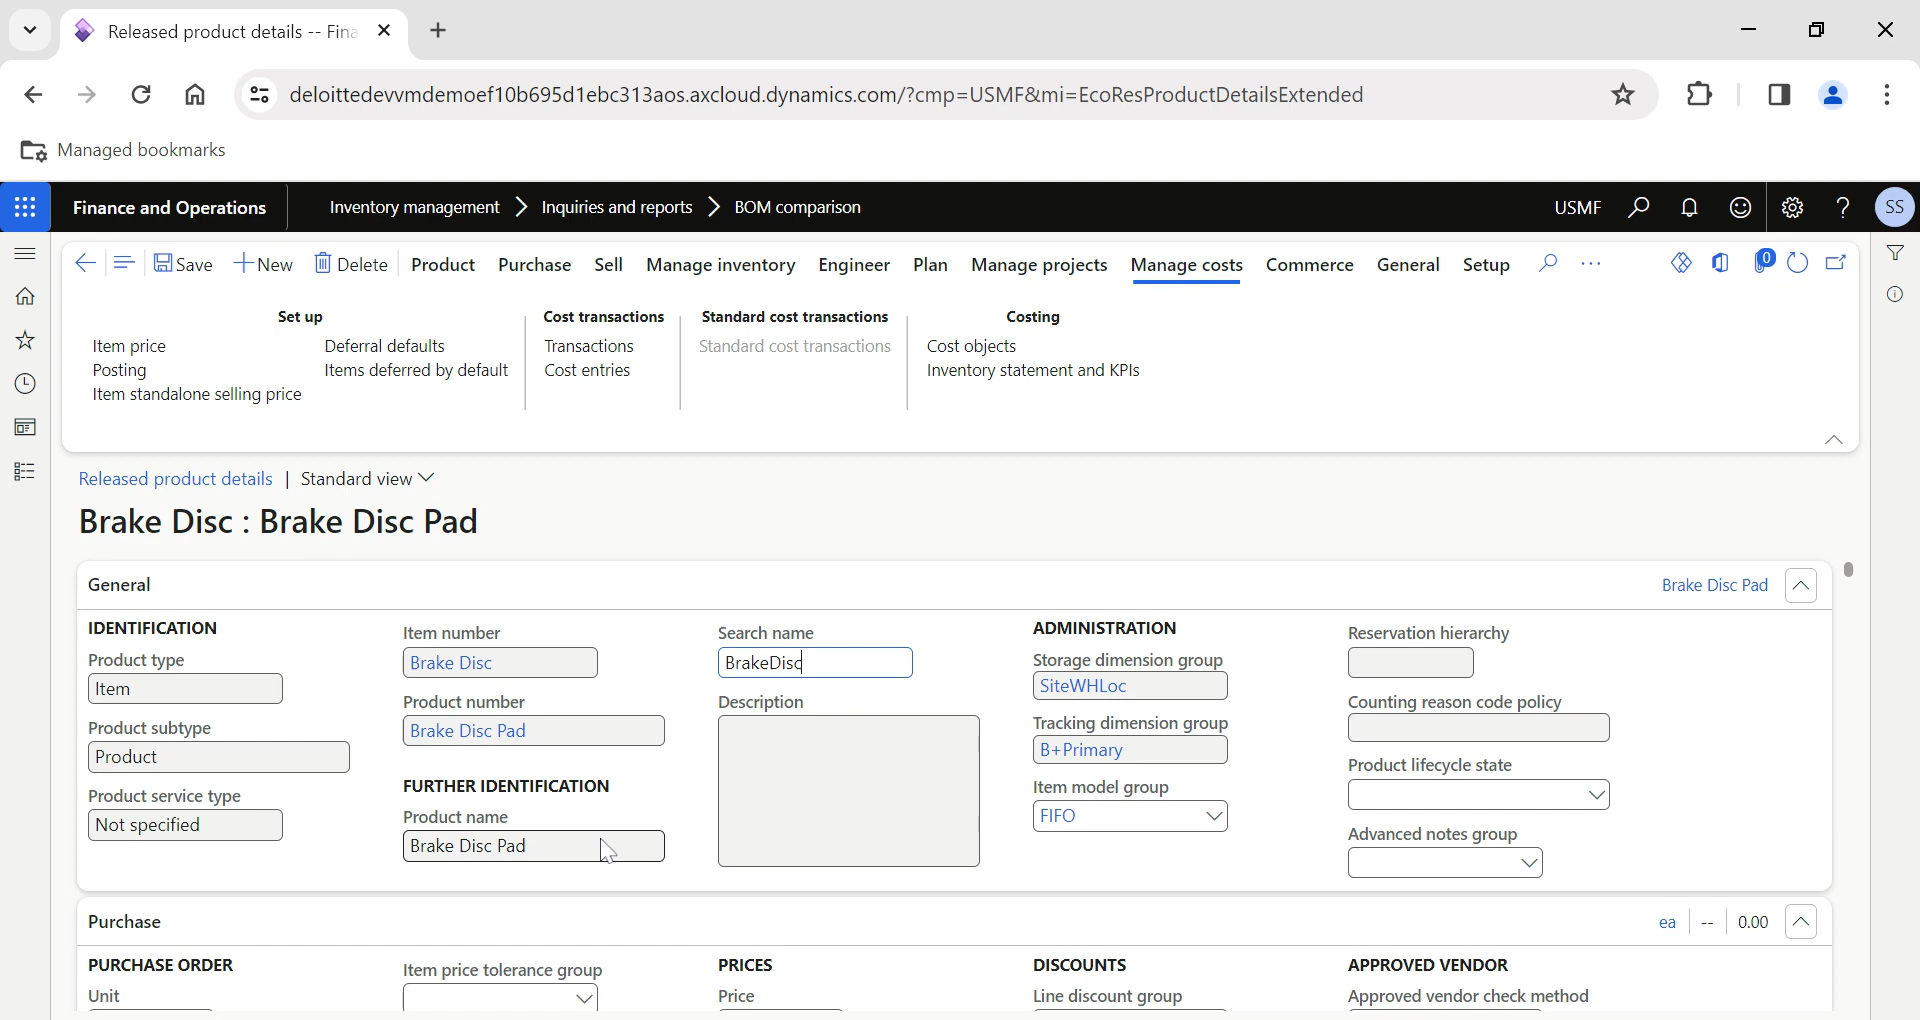 Released product details -- Fina
deloittedevvmdemoef10b695d1ebc313aos.axcloud.dynamics.com/?cmp=USMF&mi=EcoResProductDetailsExtended
Managed bookmarks
Finance and Operations
Inventory management
Inquiries and reports
BOM comparison
USMF
SS
Save
New
Delete
Product
Purchase
Sell
Manage inventory
Engineer
Plan
Manage projects
Manage costs
Commerce
General
Setup
0
Set up
Item price
Posting
Item standalone selling price
Deferral defaults
Items deferred by default
Cost transactions
Transactions
Cost entries
Standard cost transactions
Standard cost transactions
Costing
Cost objects
Inventory statement and KPIs
Released product details | Standard view
Brake Disc : Brake Disc Pad
General
Brake Disc Pad
IDENTIFICATION
Product type
Item
Product subtype
Product
Product service type
Not specified
Item number
Brake Disc
Product number
Brake Disc Pad
FURTHER IDENTIFICATION
Product name
Brake Disc Pad
Search name
BrakeDisc
Description
ADMINISTRATION
Storage dimension group
SiteWHLoc
Tracking dimension group
B+Primary
Item model group
FIFO
Reservation hierarchy
Counting reason code policy
Product lifecycle state
Advanced notes group
Purchase
ea
--
0.00
PURCHASE ORDER
Unit
Item price tolerance group
PRICES
Price
DISCOUNTS
Line discount group
APPROVED VENDOR
Approved vendor check method